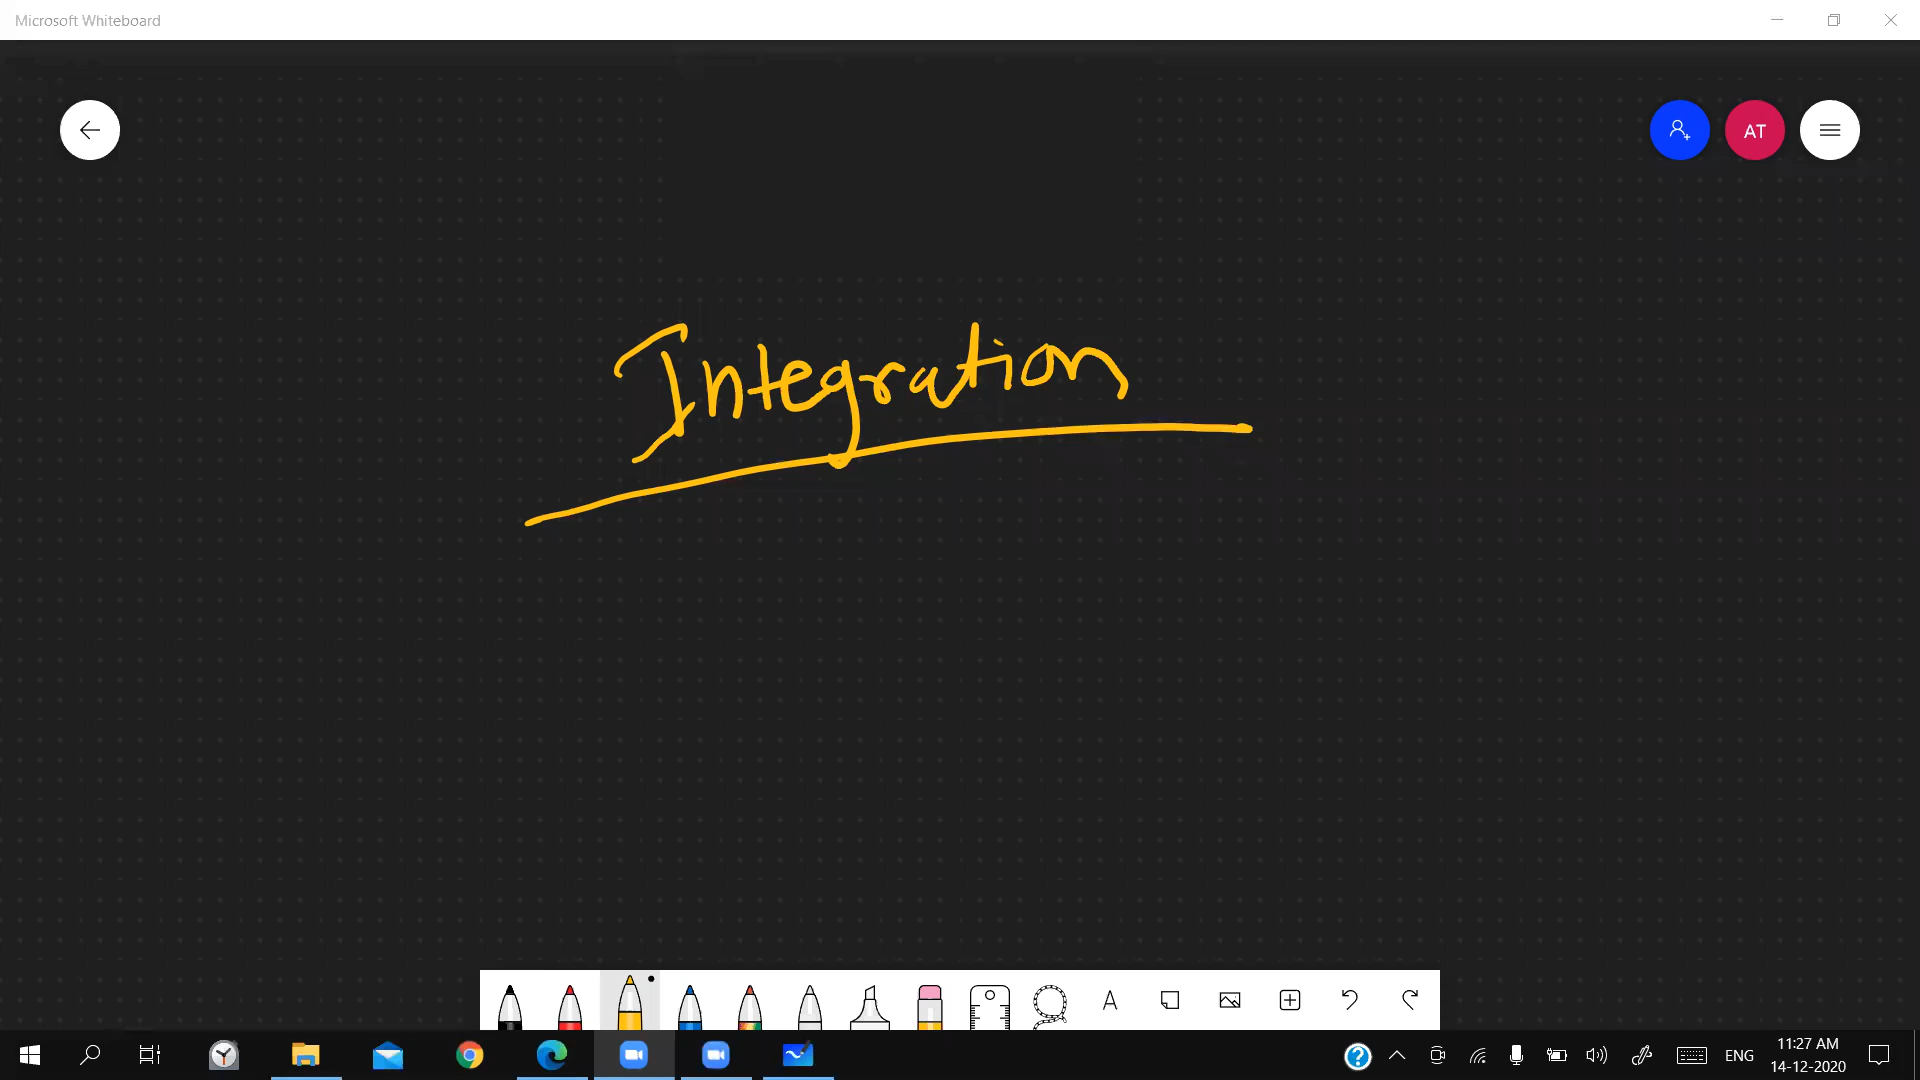 Microsoft Whiteboard
AT
Integration
A
ENG
11:27 AM
14-12-2020